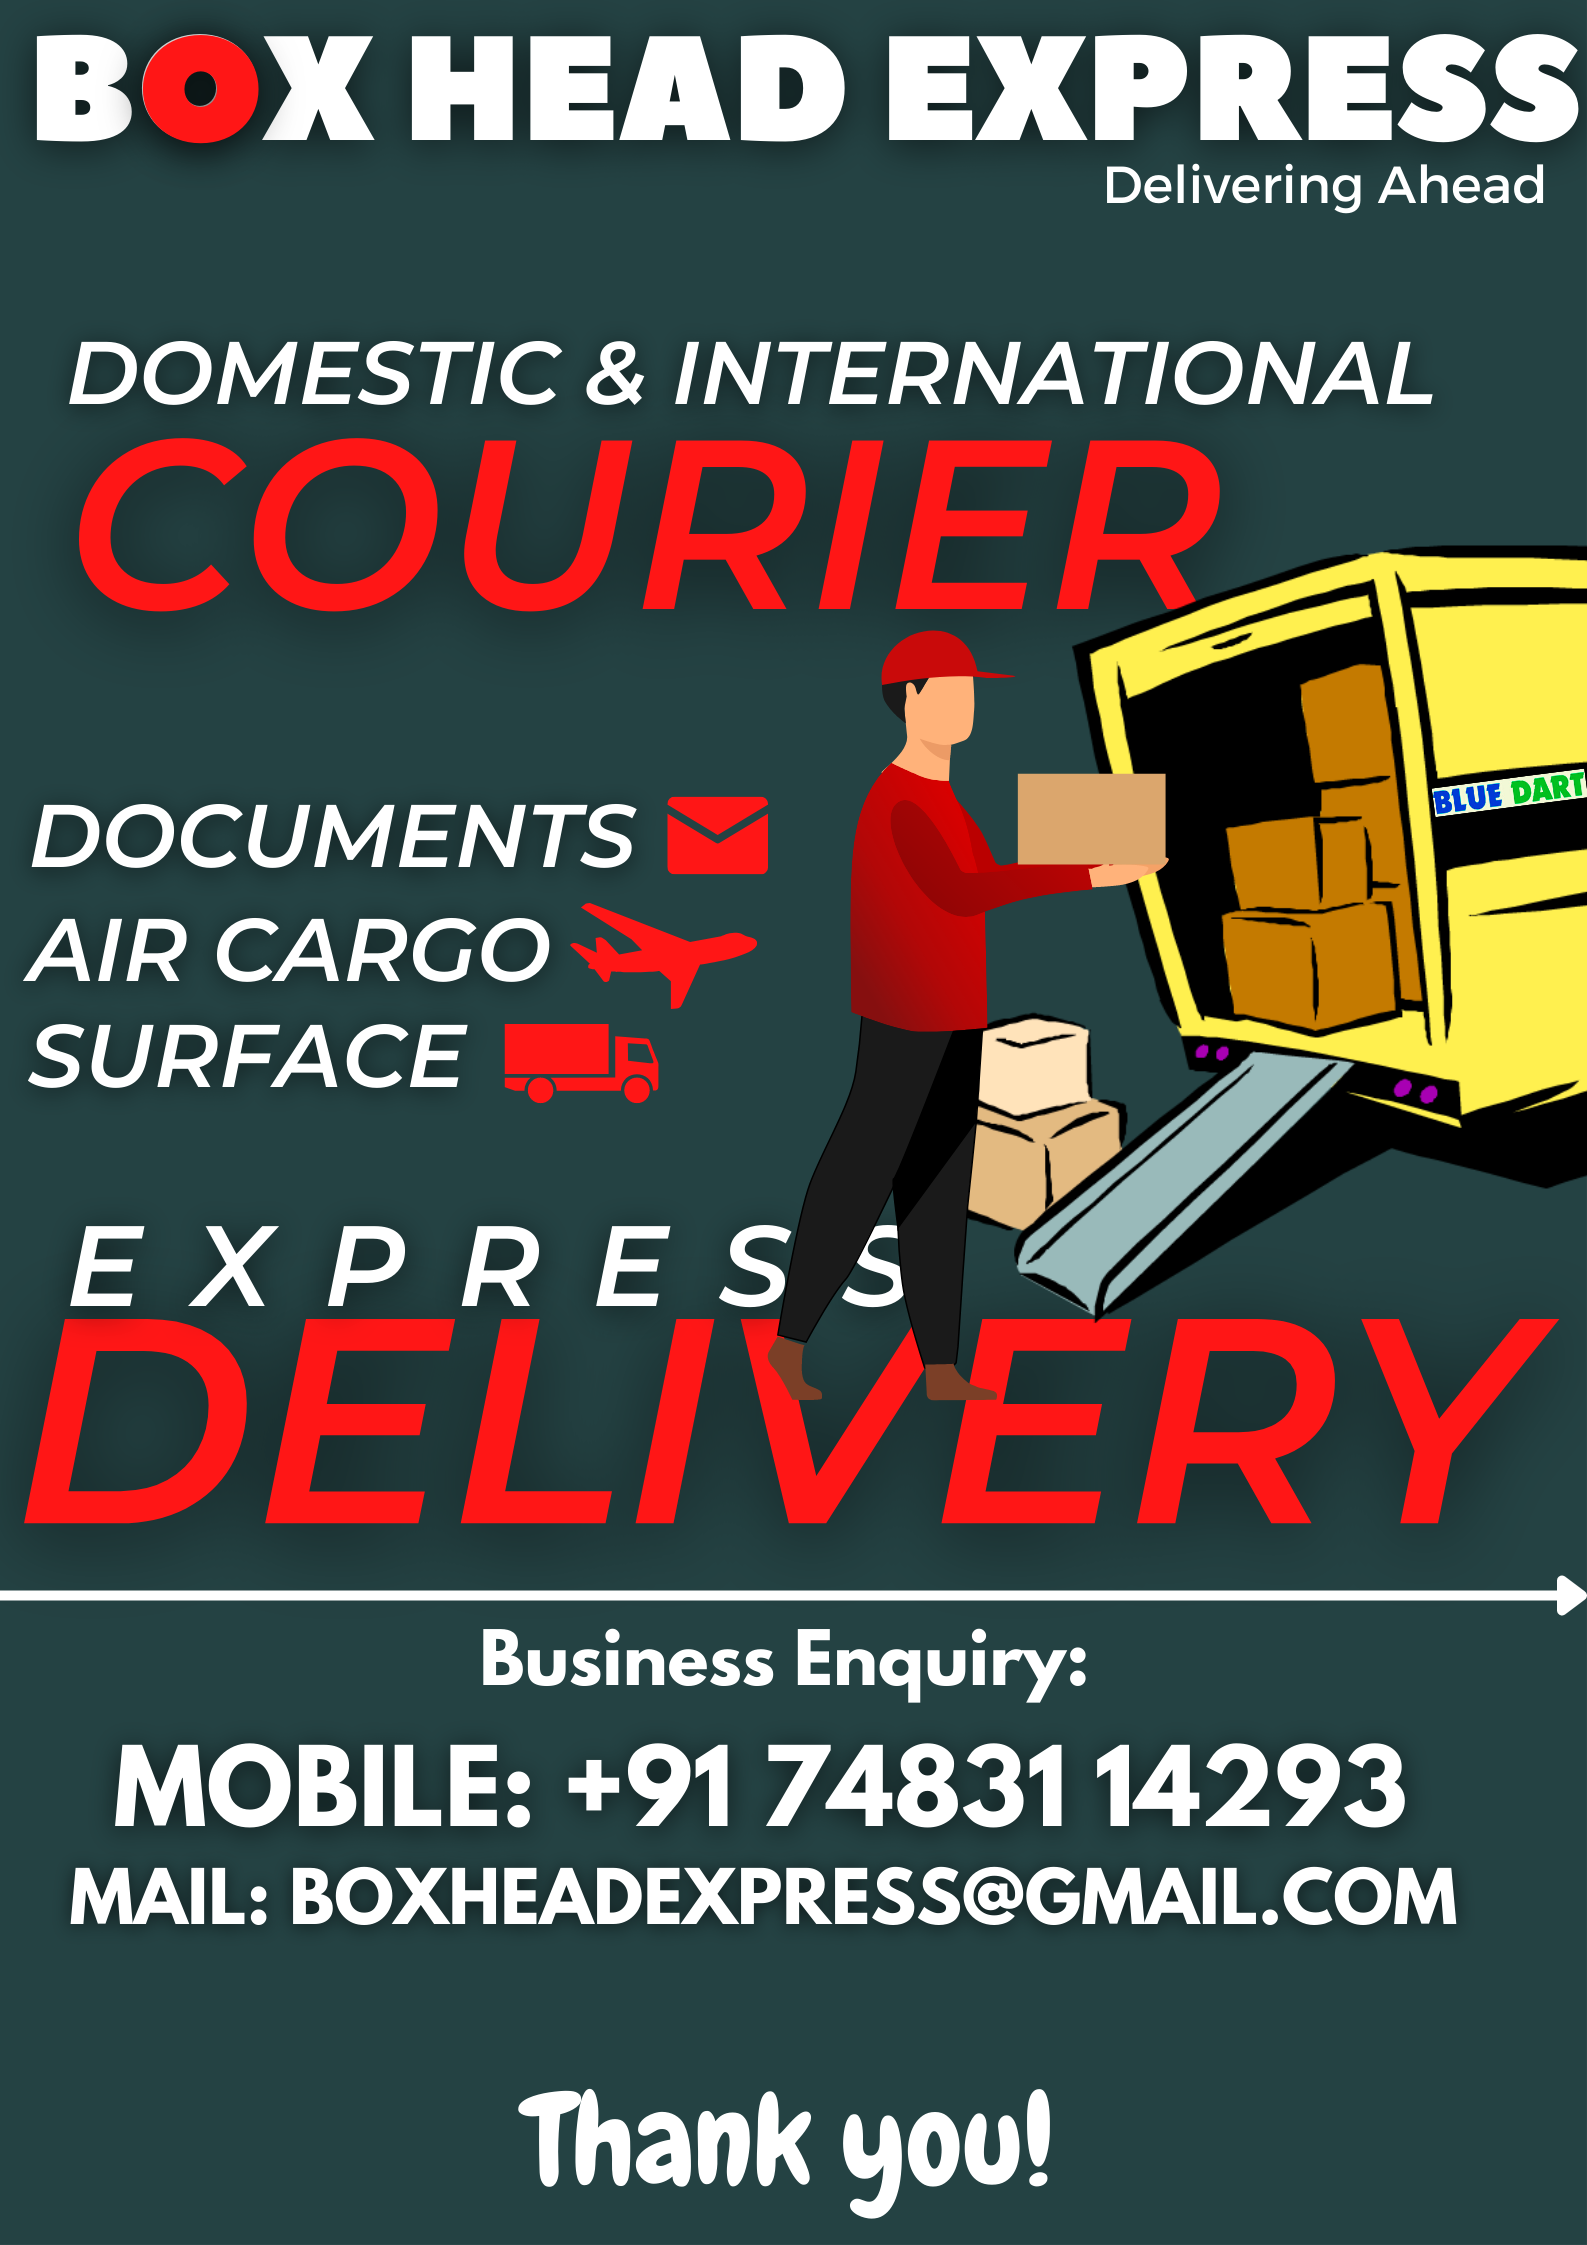 BOX HEAD EXPRESS
Delivering Ahead
DOMESTIC & INTERNATIONAL
COURIER
BLUE DART
DOCUMENTS
AIR CARGO
SURFACE
EXPRESS
DELIVERY
Business Enquiry:
MOBILE: +91 74831 14293
MAIL: BOXHEADEXPRESS@GMAIL.COM
Thank you!